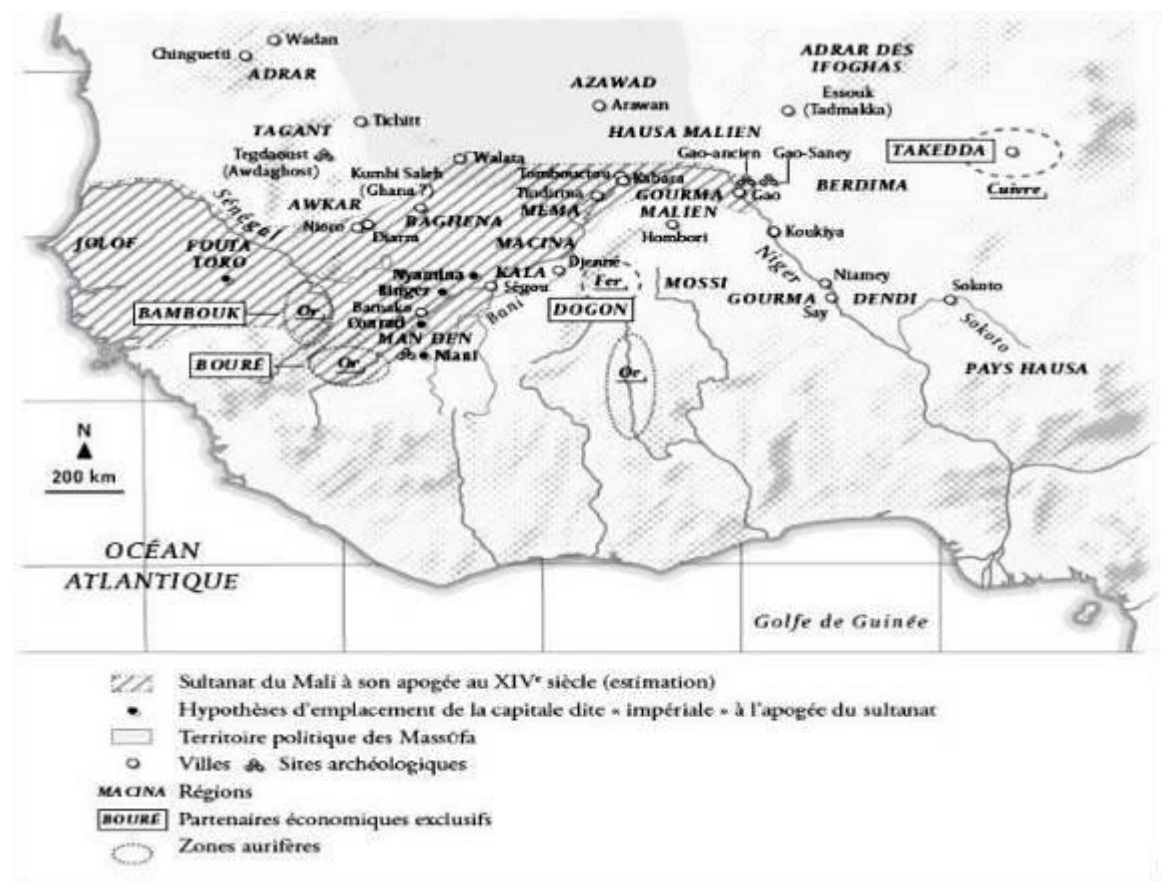 Wadan
Chinguetti
ADRAR
ADRAR DES
IFOGHAS
AZAWAD
Arawan
Essouk
(Tadmakka)
Tichitt
TAGANT
HAUSA MALIEN
Tegdaoust
(Awdaghost)
Walata
Gao-ancien
Gao-Saney
TAKEDDA
Kumbi Saleh
(Ghana ?)
Tombouctou
Kabara
BERDIMA
Cuivre
Sénégal
AWKAR
BAGHENA
Tindirma
MEMA
GOURMA
MALIEN
Gao
Nioro
Diarra
JOLOF
FOUTA
TORO
MACINA
Hombori
Koukiya
Djenné
Nyamina
KALA
Ségou
Fer
MOSSI
Niger
Niamey
Binger
BAMBOUK
Or
Bamako
Bani
DOGON
GOURMA
Say
DENDI
Sokoto
Sokoto
MANDEN
Niani
BOURÉ
Or
Or
PAYS HAUSA
N
200 km
OCÉAN
ATLANTIQUE
Golfe de Guinée
Sultanat du Mali à son apogée au XIVe siècle (estimation)
Hypothèses d'emplacement de la capitale dite « impériale » à l'apogée du sultanat
Territoire politique des Massūfa
Villes Sites archéologiques
MACINA Régions
BOURÉ Partenaires économiques exclusifs
Zones aurifères